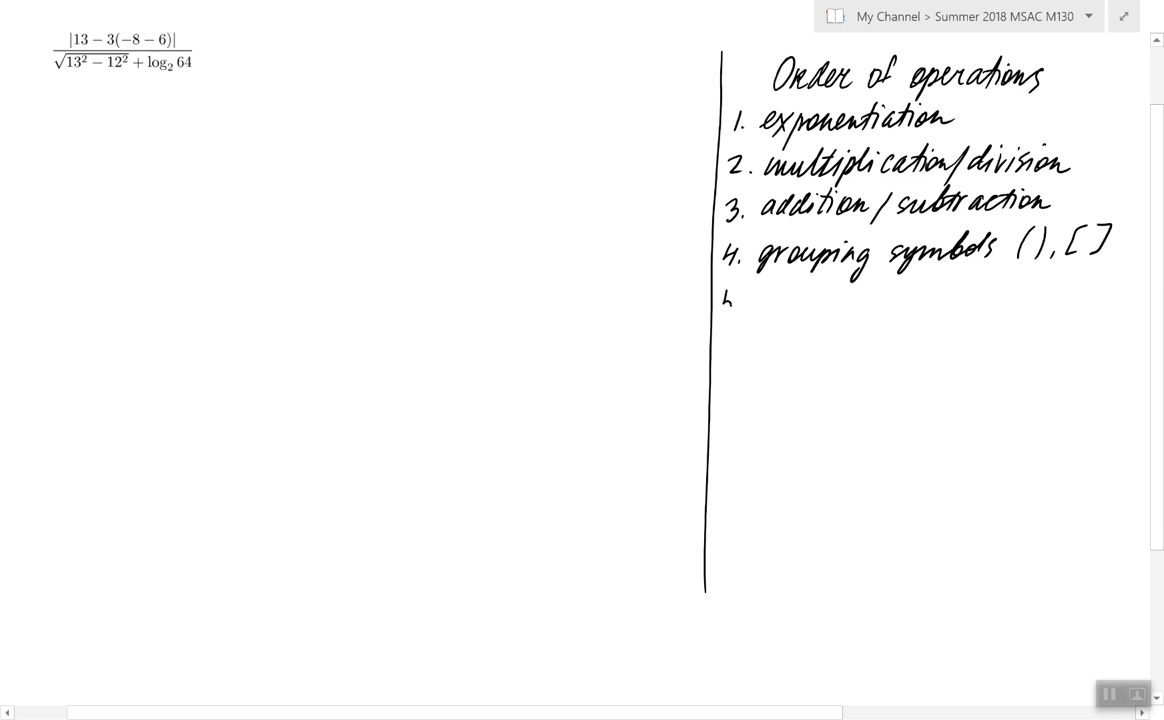 My Channel > Summer 2018 MSAC M130
|13 − 3(−8 − 6)|
√13² − 12² + log₂ 64
Order of operations
1. exponentiation
2. multiplication/division
3. addition/subtraction
4. grouping symbols (), [ ]